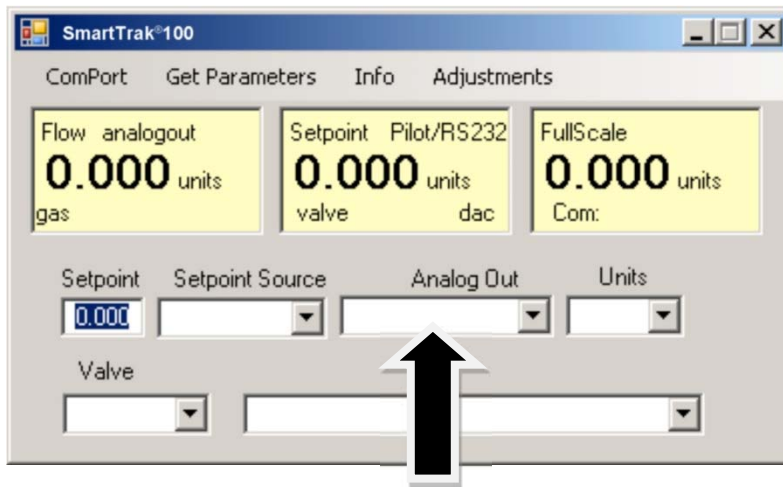 SmartTrak®100
ComPort Get Parameters Info Adjustments
Flow analogout
0.000 units
gas
Setpoint Pilot/RS232
0.000 units
valve dac
FullScale
0.000 units
Com:
Setpoint Setpoint Source Analog Out Units
0.000
Valve